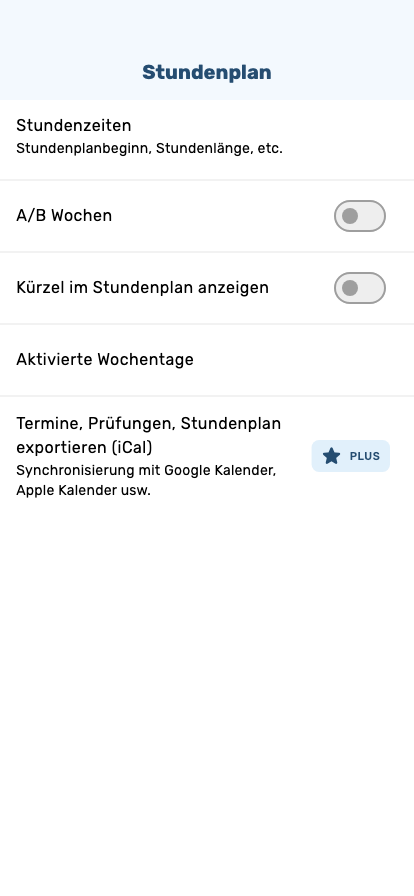 Stundenplan
Stundenzeiten
Stundenplanbeginn, Stundenlänge, etc.
A/B Wochen
Kürzel im Stundenplan anzeigen
Aktivierte Wochentage
Termine, Prüfungen, Stundenplan
exportieren (iCal)
Synchronisierung mit Google Kalender,
Apple Kalender usw.
PLUS